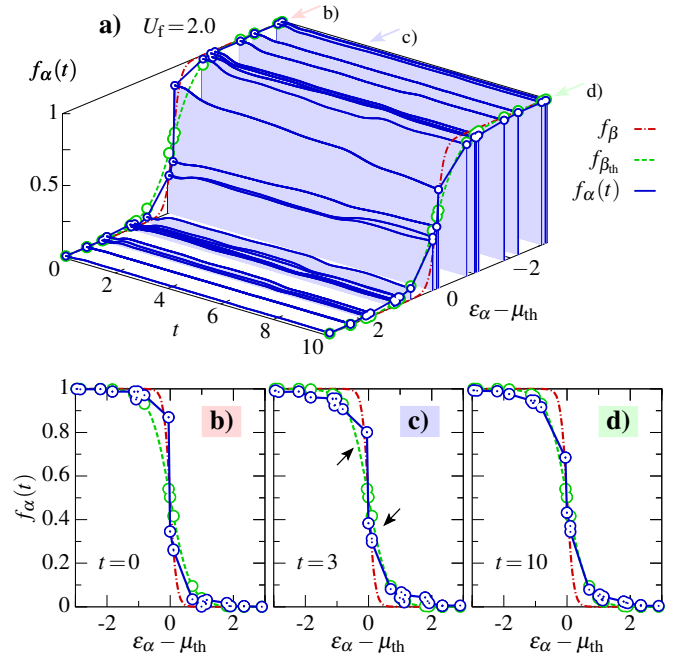 a) U_f = 2.0
b)
c)
d)
f_α(t)
1
0.5
0
f_β
f_β_th
f_α(t)
0
2
4
6
8
10
t
2
0
−2
ε_α − μ_th
b)
c)
d)
f_α(t)
1
0.8
0.6
0.4
0.2
0
t = 0
t = 3
t = 10
−2 0 2
−2 0 2
−2 0 2
ε_α − μ_th
ε_α − μ_th
ε_α − μ_th